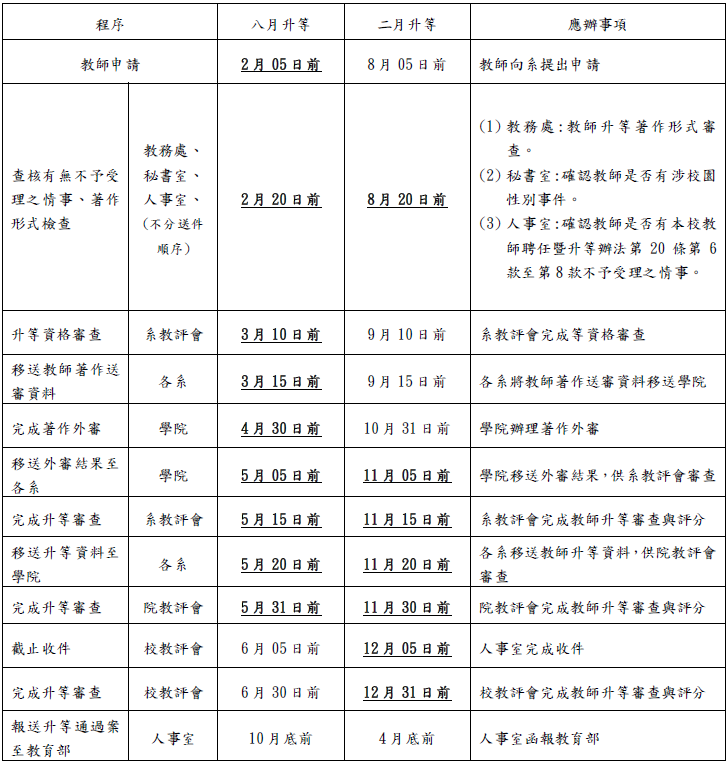 程序 八月升等 二月升等 應辦事項
教師申請 2月05日前 8月05日前 教師向系提出申請
查核有無不予受
理之情事、著作
形式檢查
教務處、
秘書室、
人事室、
(不分送件
順序)
2月20日前
8月20日前
(1)教務處:教師升等著作形式審
查。
(2)秘書室:確認教師是否有涉校園
性別事件。
(3)人事室:確認教師是否有本校教
師聘任暨升等辦法第 20 條第 6
款至第8款不予受理之情事。
升等資格審查 系教評會 3月10日前 9月10日前 系教評會完成等資格審查
移送教師著作送
審資料
各系 3月15日前 9月15日前 各系將教師著作送審資料移送學院
完成著作外審 學院 4月30日前 10月31日前 學院辦理著作外審
移送外審結果至
各系
學院 5月05日前 11月05日前 學院移送外審結果,供系教評會審查
完成升等審查 系教評會 5月15日前 11月15日前 系教評會完成教師升等審查與評分
移送升等資料至
學院
各系 5月20日前 11月20日前
各系移送教師升等資料,供院教評會
審查
完成升等審查 院教評會 5月31日前 11月30日前 院教評會完成教師升等審查與評分
截止收件 校教評會 6月05日前 12月05日前 人事室完成收件
完成升等審查 校教評會 6月30日前 12月31日前 校教評會完成教師升等審查與評分
報送升等通過案
至教育部
人事室 10月底前 4月底前 人事室函報教育部